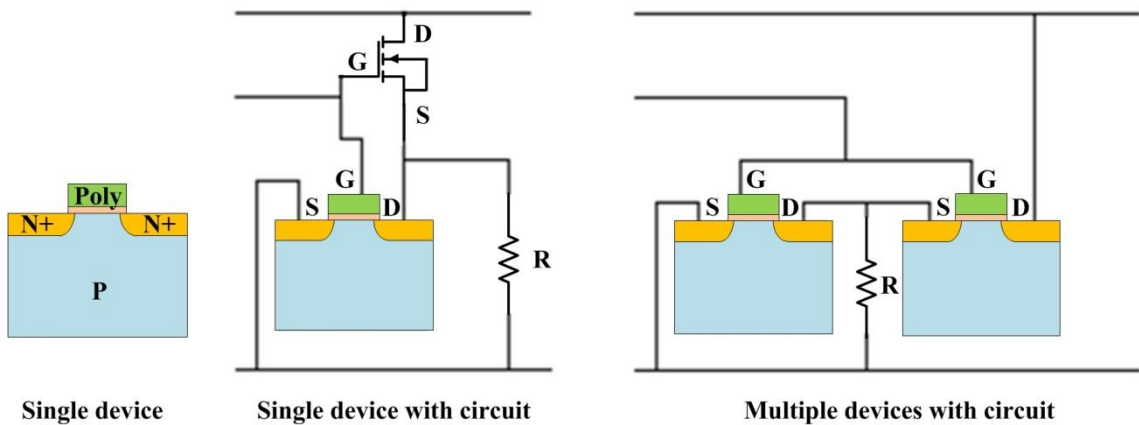 Poly
N+ N+
P
Single device
D
G
S
G
S D
R
Single device with circuit
G G
S D S D
R
Multiple devices with circuit